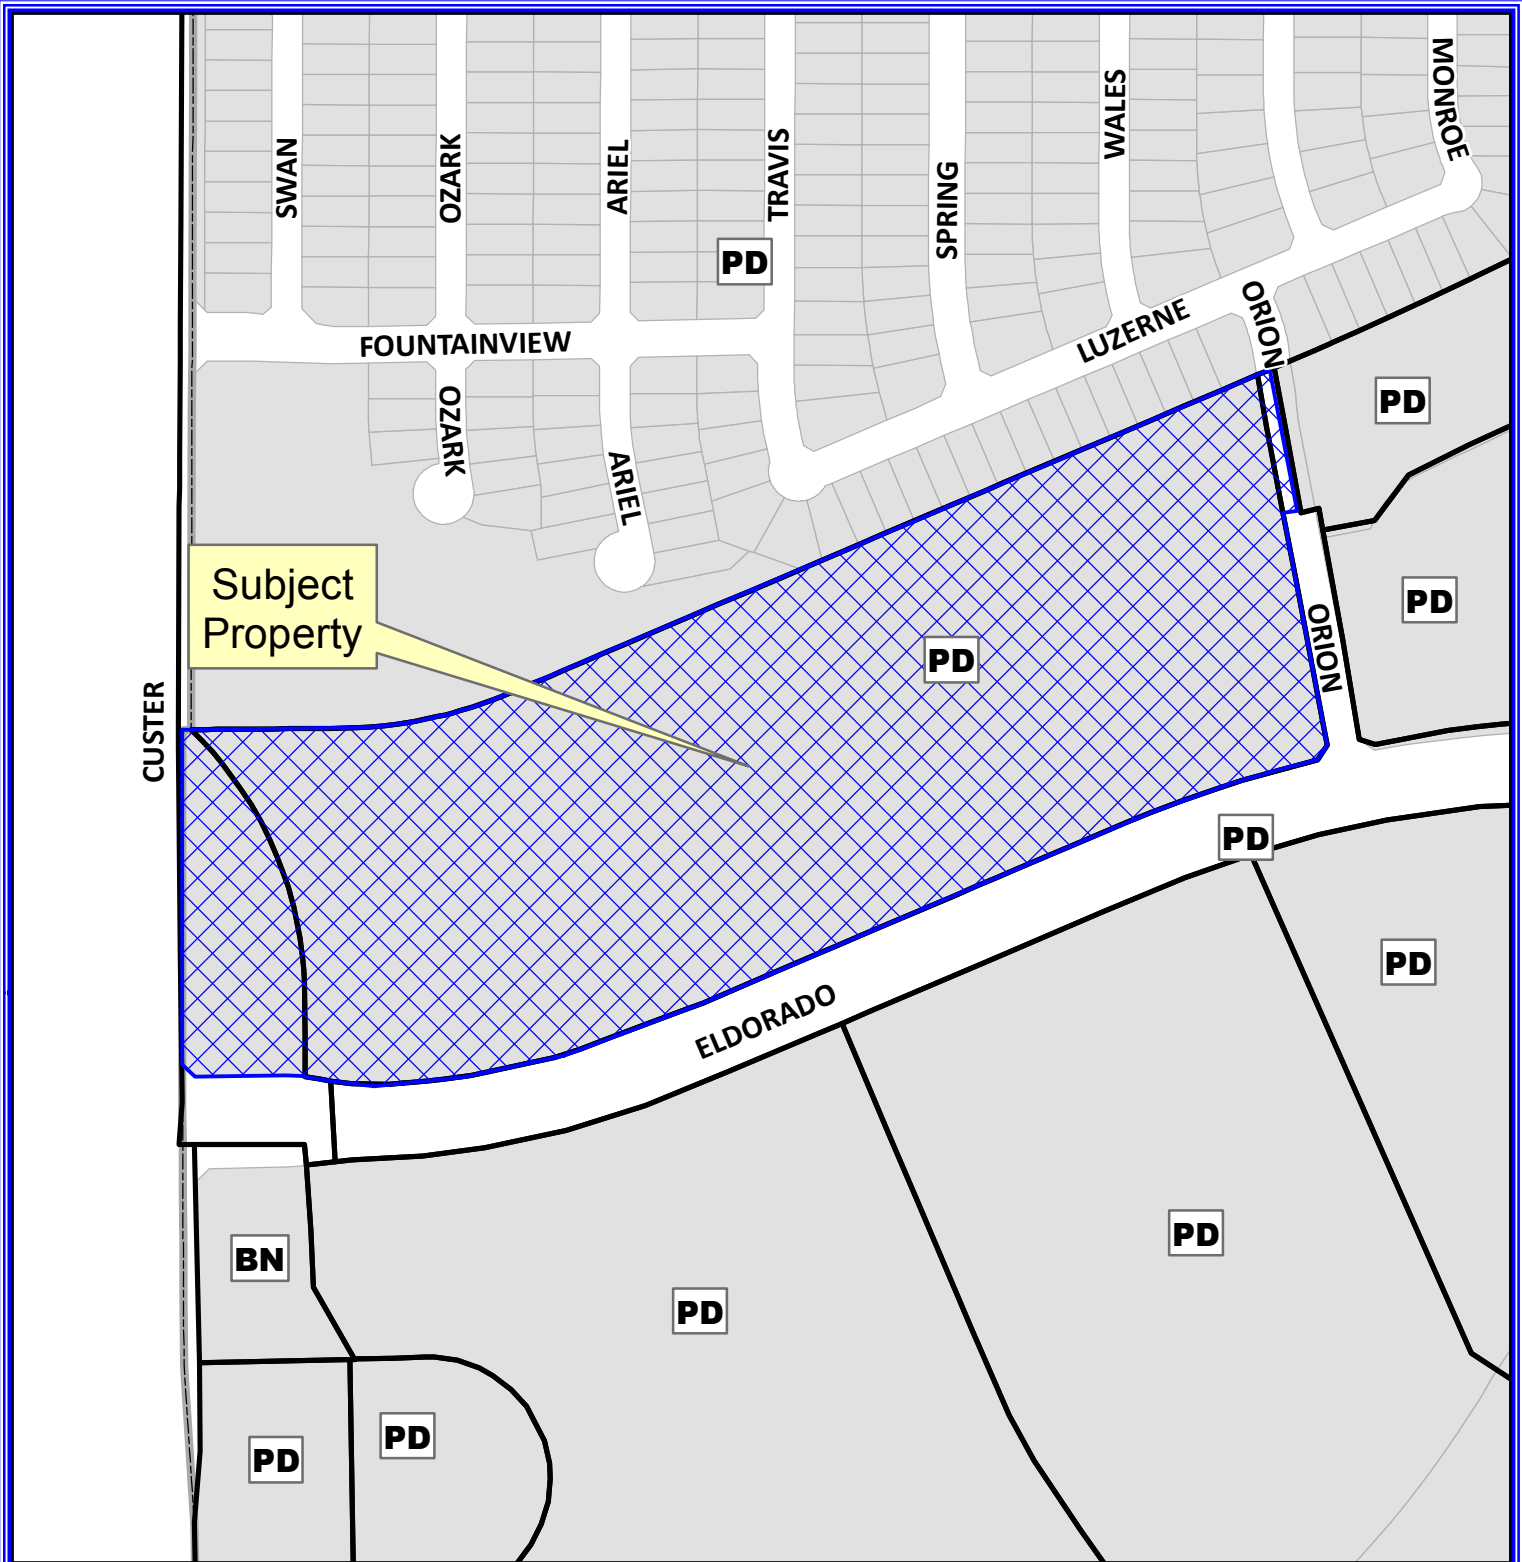 MONROE
WALES
SWAN
OZARK
ARIEL
TRAVIS
SPRING
PD
ORION
LUZERNE
FOUNTAINVIEW
OZARK
PD
ARIEL
Subject
Property
PD
ORION
PD
CUSTER
PD
PD
ELDORADO
PD
BN
PD
PD
PD